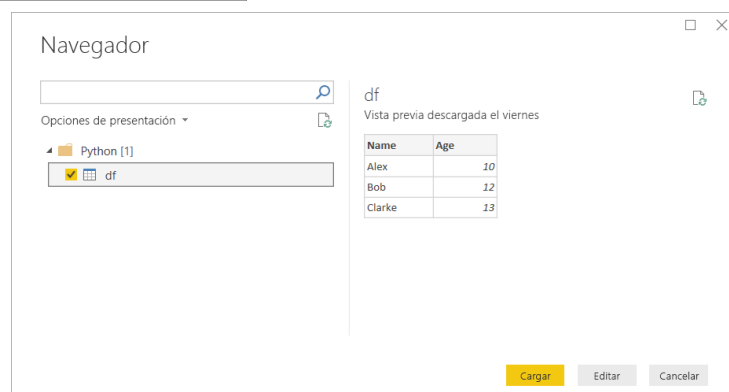 Navegador
Opciones de presentación
Python [1]
df
df
Vista previa descargada el viernes
Name Age
Alex 10
Bob 12
Clarke 13
Cargar Editar Cancelar